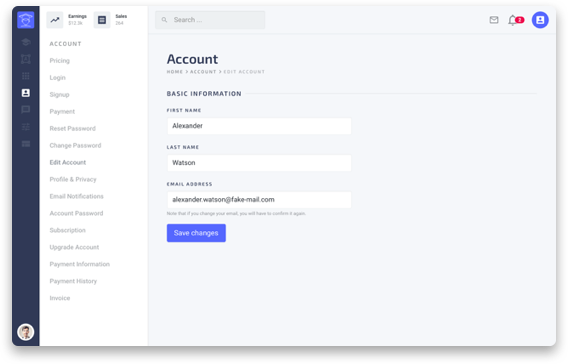 Earnings
$12.3k
Sales
264
Search ...
2
ACCOUNT
Pricing
Login
Signup
Payment
Reset Password
Change Password
Edit Account
Profile & Privacy
Email Notifications
Account Password
Subscription
Upgrade Account
Payment Information
Payment History
Invoice
Account
HOME > ACCOUNT > EDIT ACCOUNT
BASIC INFORMATION
FIRST NAME
Alexander
LAST NAME
Watson
EMAIL ADDRESS
alexander.watson@fake-mail.com
Note that if you change your email, you will have to confirm it again.
Save changes